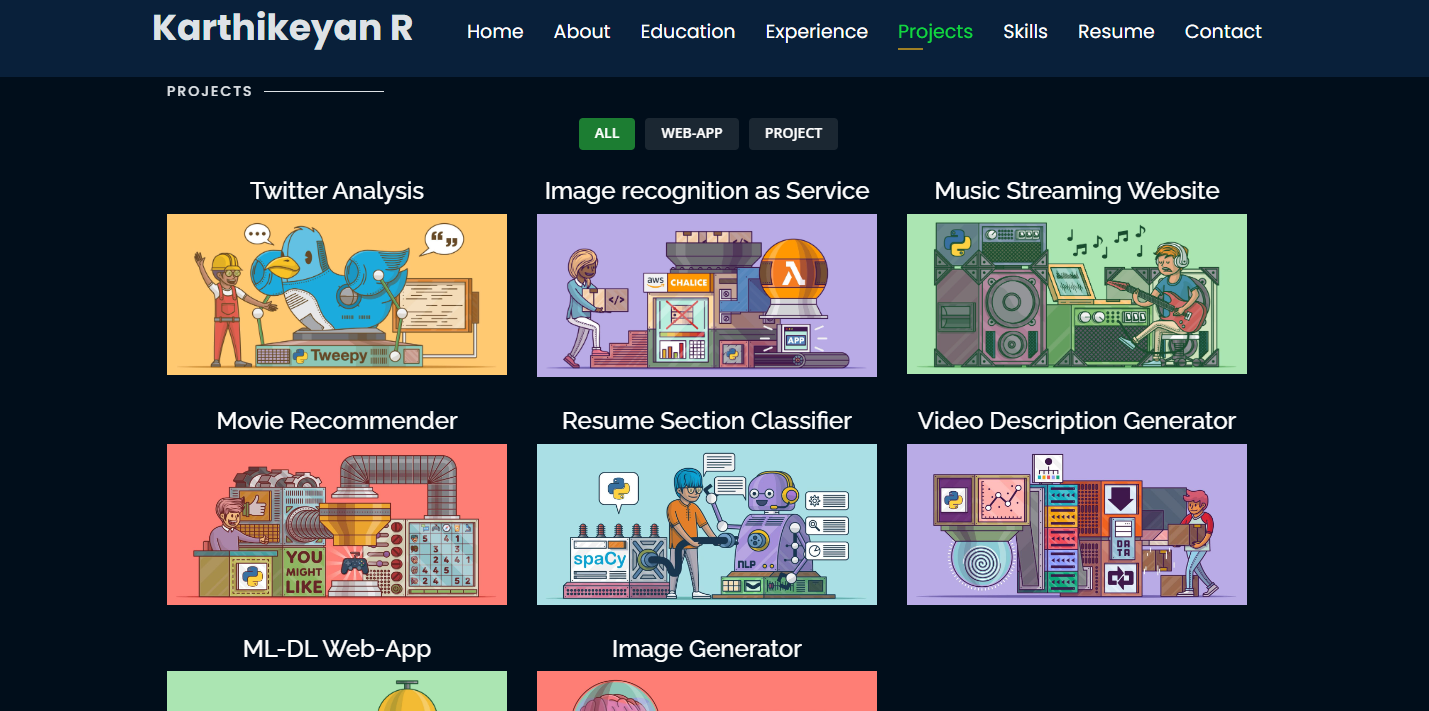 Karthikeyan R
Home About Education Experience Projects Skills Resume Contact
PROJECTS
ALL WEB-APP PROJECT
Twitter Analysis
Image recognition as Service
Music Streaming Website
Tweepy
aws CHALICE
</>
APP
Movie Recommender
Resume Section Classifier
Video Description Generator
YOU
MIGHT
LIKE
spaCy
NLP
DA
TA
ML-DL Web-App
Image Generator